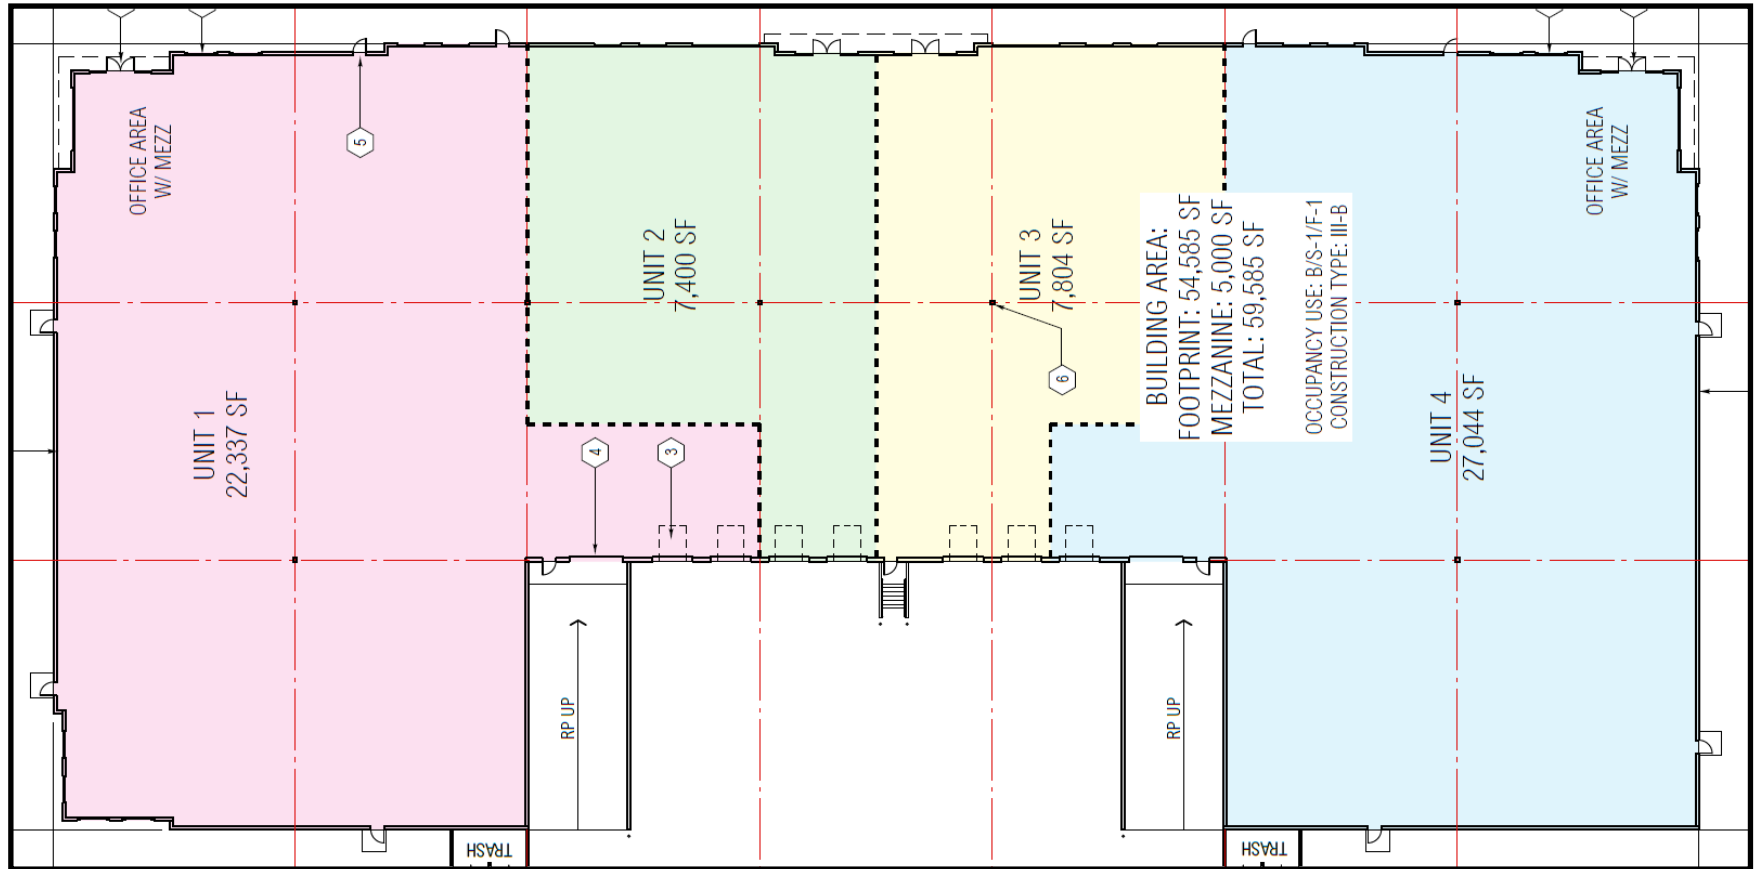 OFFICE AREA
W/ MEZZ
5
UNIT 1
22,337 SF
UNIT 2
7,400 SF
4
3
UNIT 3
7,804 SF
6
BUILDING AREA:
FOOTPRINT: 54,585 SF
MEZZANINE: 5,000 SF
TOTAL: 59,585 SF
OCCUPANCY USE: B/S-1/F-1
CONSTRUCTION TYPE: III-B
UNIT 4
27,044 SF
OFFICE AREA
W/ MEZZ
RP UP
RP UP
TRASH
TRASH